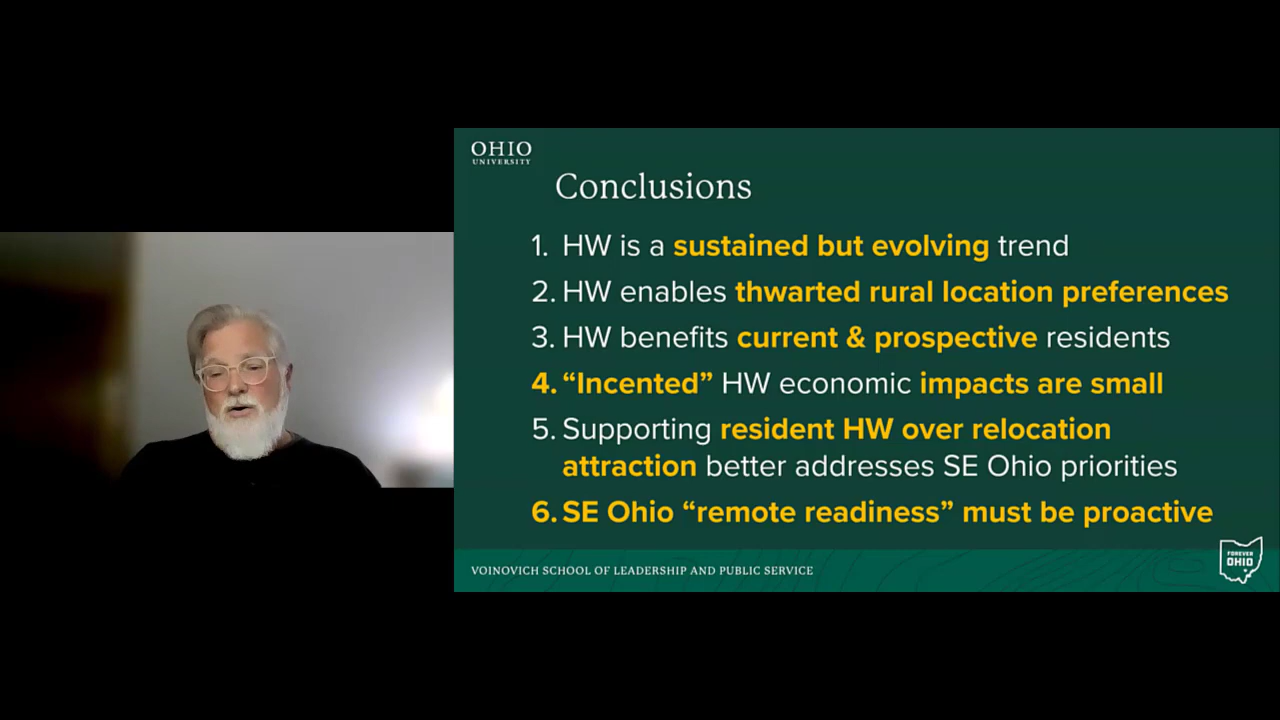 OHIO
UNIVERSITY
Conclusions
1. HW is a sustained but evolving trend
2. HW enables thwarted rural location preferences
3. HW benefits current & prospective residents
4. “Incented” HW economic impacts are small
5. Supporting resident HW over relocation
attraction better addresses SE Ohio priorities
6. SE Ohio “remote readiness” must be proactive
VOINOVICH SCHOOL OF LEADERSHIP AND PUBLIC SERVICE
FOREVER
OHIO